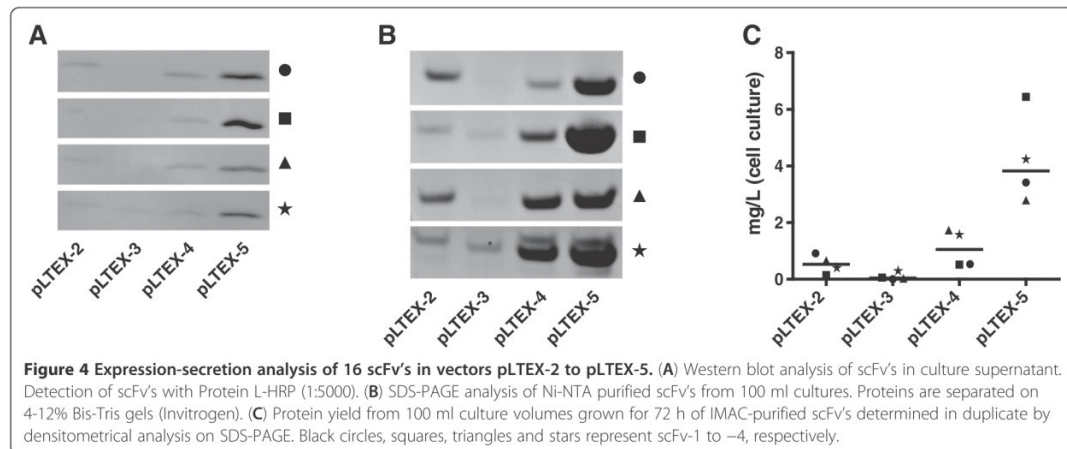 A
B
C
pLTEX-2
pLTEX-3
pLTEX-4
pLTEX-5
pLTEX-2
pLTEX-3
pLTEX-4
pLTEX-5
mg/L (cell culture)
8
6
4
2
0
pLTEX-2
pLTEX-3
pLTEX-4
pLTEX-5
Figure 4 Expression-secretion analysis of 16 scFv's in vectors pLTEX-2 to pLTEX-5. (A) Western blot analysis of scFv's in culture supernatant.
Detection of scFv's with Protein L-HRP (1:5000). (B) SDS-PAGE analysis of Ni-NTA purified scFv's from 100 ml cultures. Proteins are separated on
4-12% Bis-Tris gels (Invitrogen). (C) Protein yield from 100 ml culture volumes grown for 72 h of IMAC-purified scFv's determined in duplicate by
densitometrical analysis on SDS-PAGE. Black circles, squares, triangles and stars represent scFv-1 to −4, respectively.